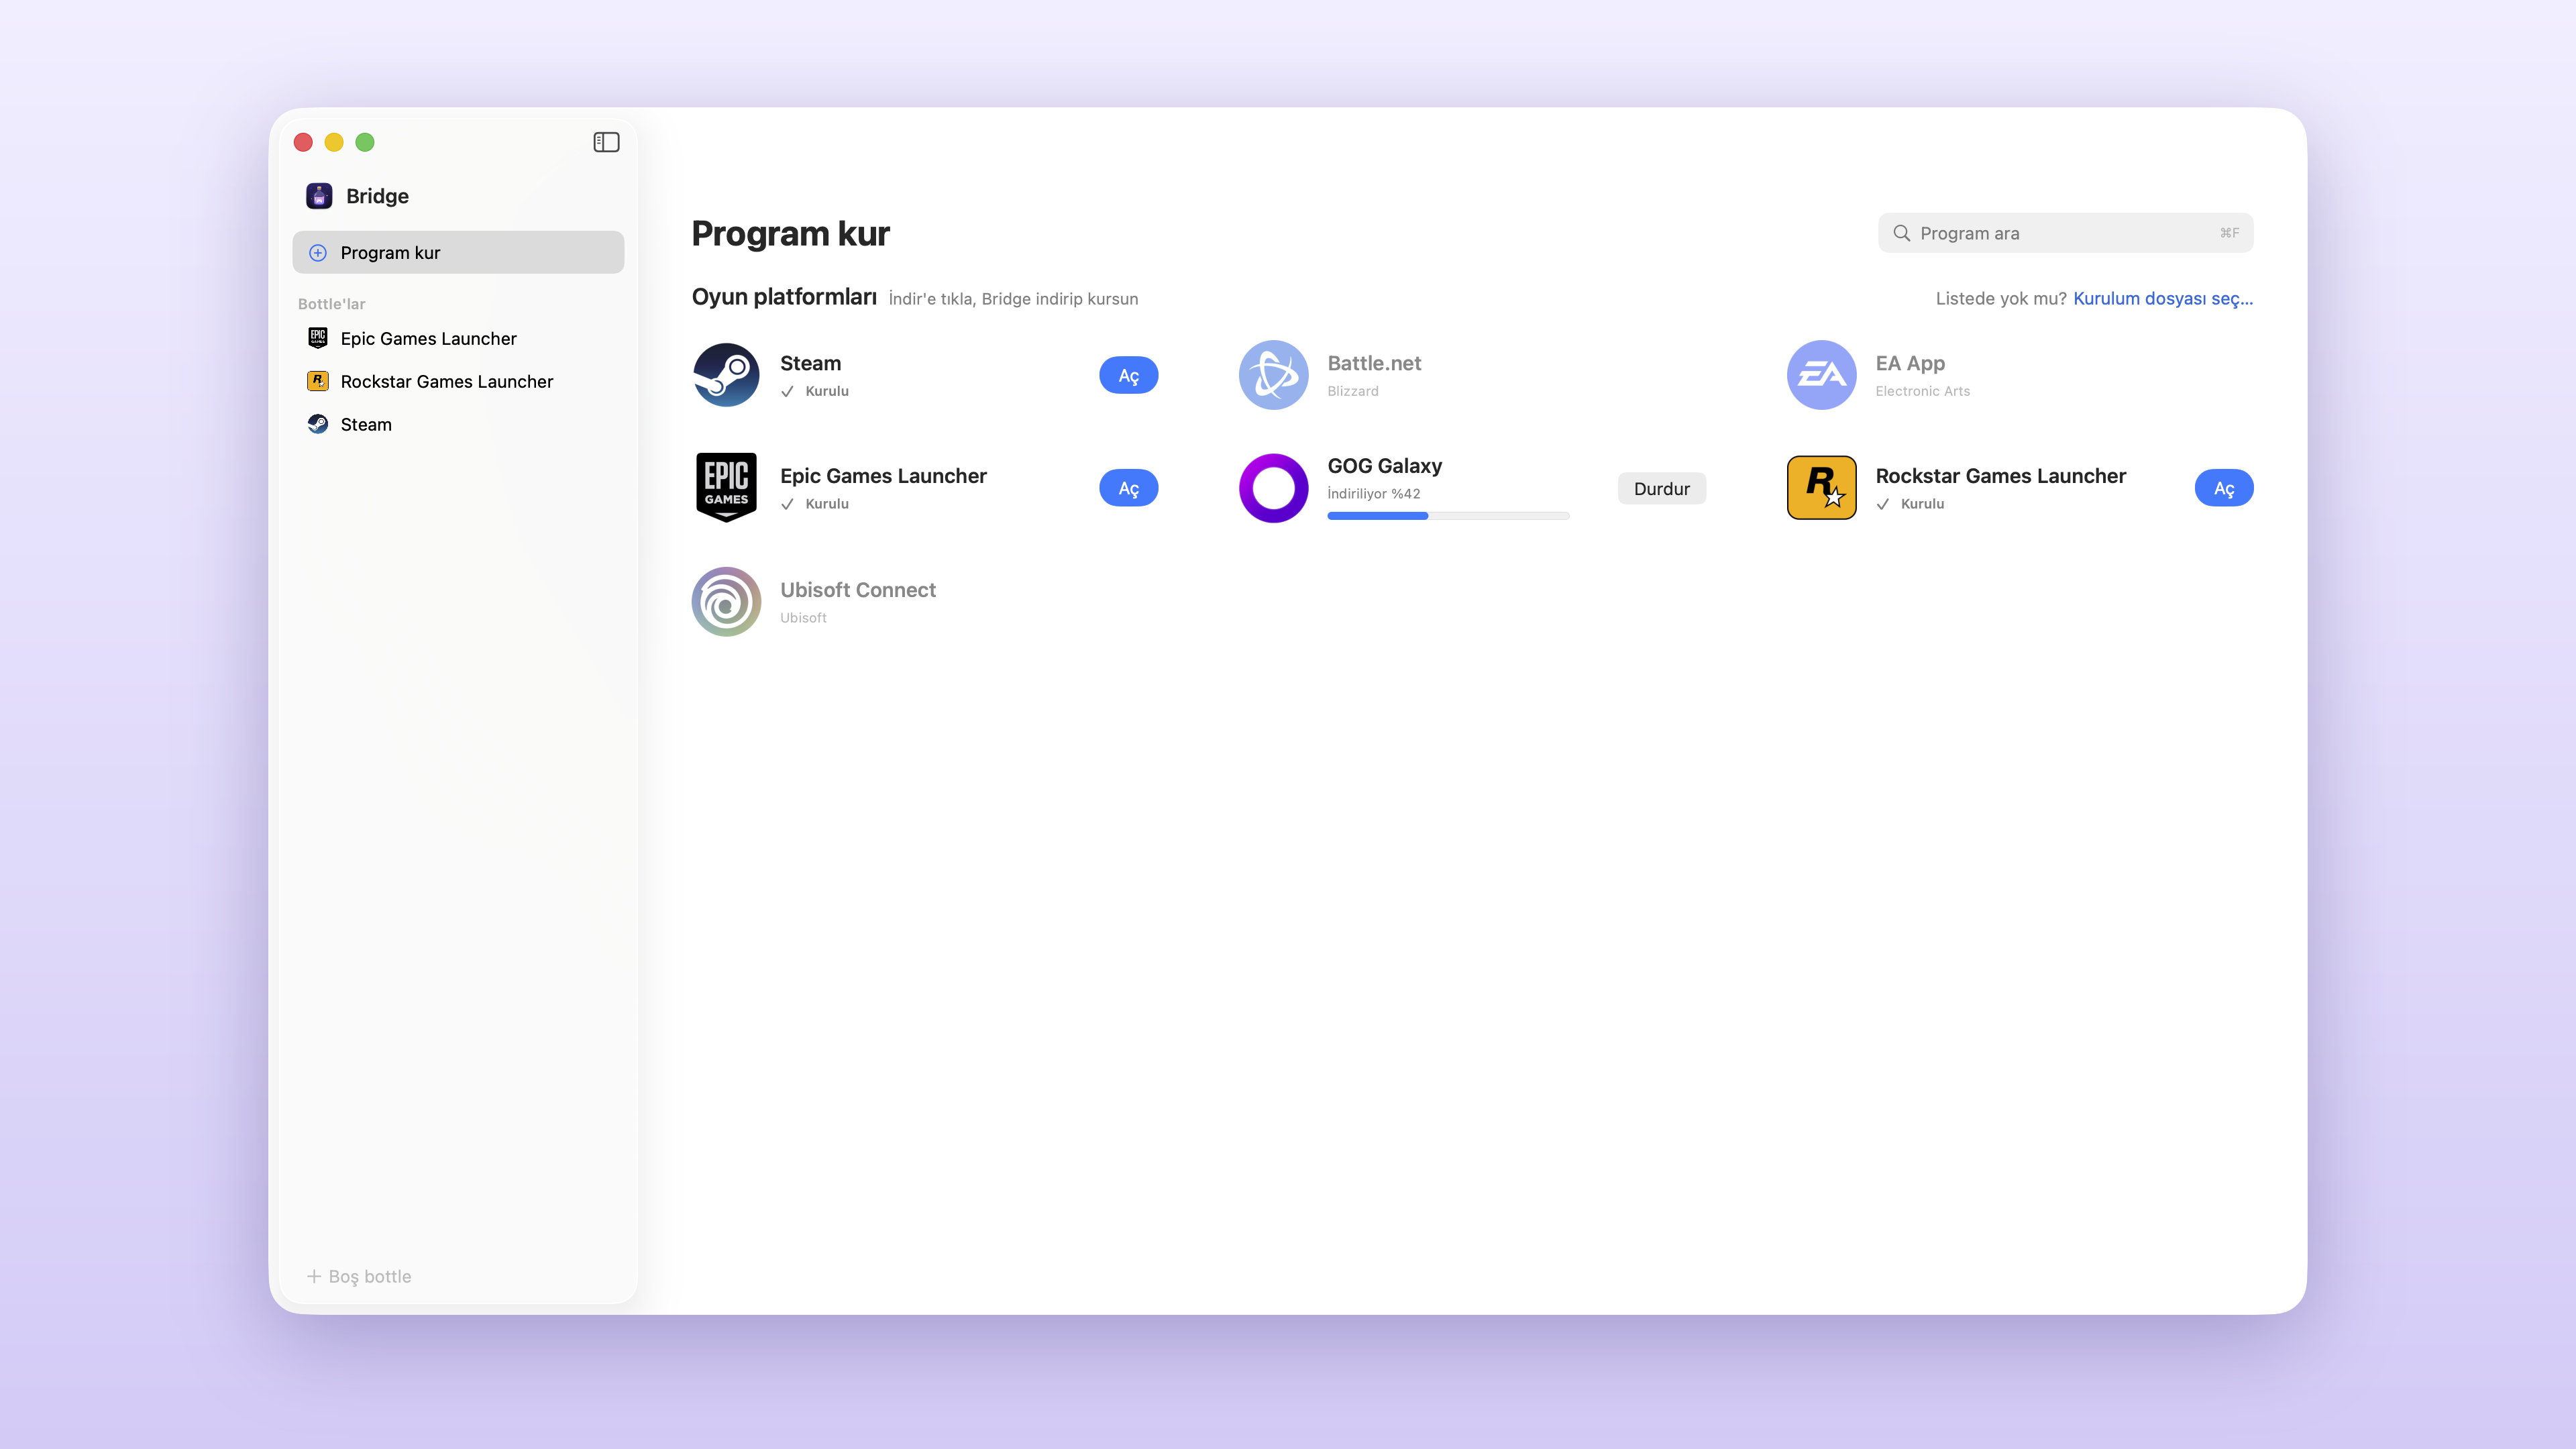 Bridge
Program kur
Bottle'lar
Epic Games Launcher
Rockstar Games Launcher
Steam
+ Boş bottle
Program kur
Program ara ⌘F
Oyun platformları İndir'e tıkla, Bridge indirip kursun
Listede yok mu? Kurulum dosyası seç...
Steam
✓ Kurulu
Aç
Battle.net
Blizzard
EA
EA App
Electronic Arts
EPIC
GAMES
Epic Games Launcher
✓ Kurulu
Aç
GOG Galaxy
İndiriliyor %42
Durdur
R
Rockstar Games Launcher
✓ Kurulu
Aç
Ubisoft Connect
Ubisoft